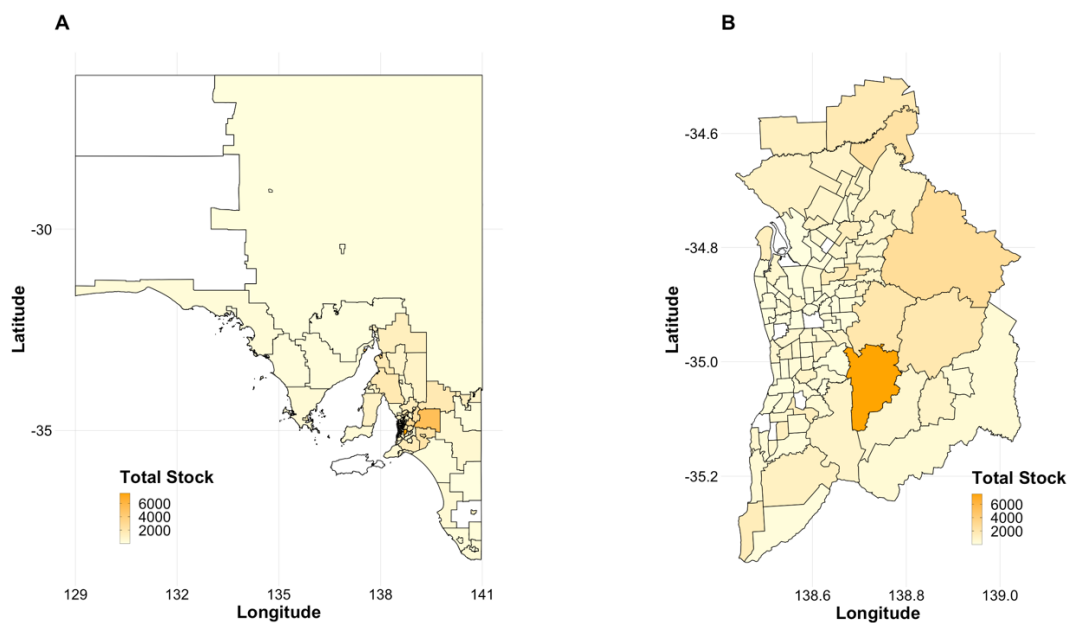 A
-30
-35
Latitude
129
132
135
138
141
Longitude
Total Stock
6000
4000
2000
B
-34.6
-34.8
-35.0
-35.2
Latitude
138.6
138.8
139.0
Longitude
Total Stock
6000
4000
2000